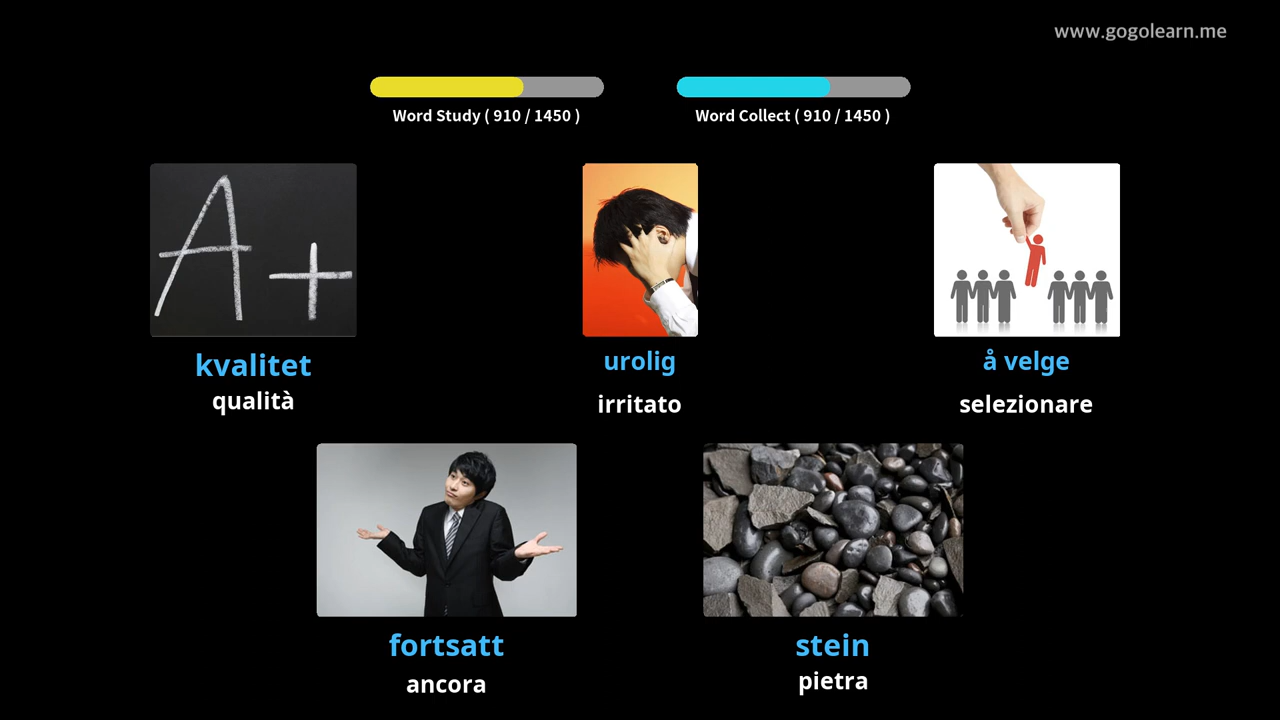 www.gogolearn.me
Word Study ( 910 / 1450 )
Word Collect ( 910 / 1450 )
A+
kvalitet
qualità
urolig
irritato
å velge
selezionare
fortsatt
ancora
stein
pietra